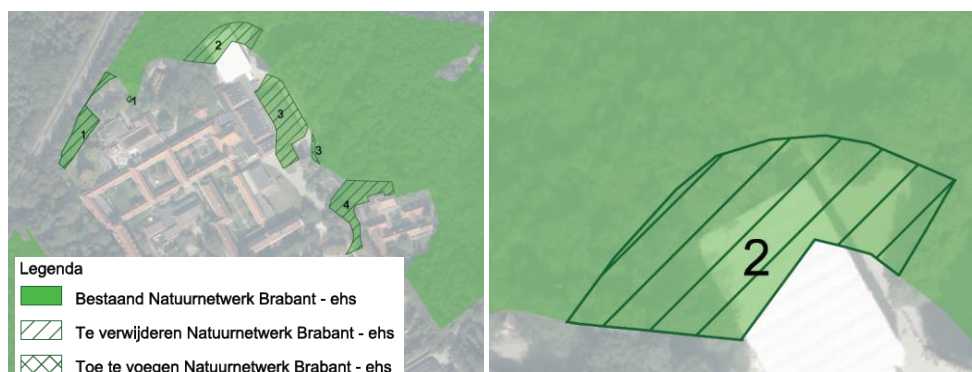 2
1
1
3
3
4
Legenda
Bestaand Natuurnetwerk Brabant - ehs
Te verwijderen Natuurnetwerk Brabant - ehs
Toe te voegen Natuurnetwerk Brabant - ehs
2